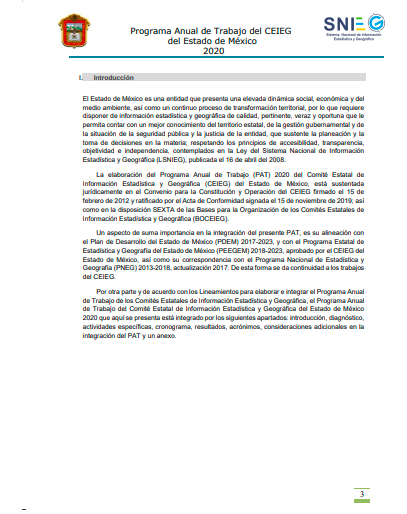 Programa Anual de Trabajo del CEIEG
del Estado de México
2020
SNIEG
Sistema Nacional de Información
Estadística y Geográfica
I. Introducción
El Estado de México es una entidad que presenta una elevada dinámica social, económica y del
medio ambiente, así como un continuo proceso de transformación territorial, por lo que requiere
disponer de información estadística y geográfica de calidad, pertinente, veraz y oportuna que le
permita contar con un mejor conocimiento del territorio estatal, de la gestión gubernamental y de
la situación de la seguridad pública y la justicia de la entidad, que sustente la planeación y la
toma de decisiones en la materia; respetando los principios de accesibilidad, transparencia,
objetividad e independencia, contemplados en la Ley del Sistema Nacional de Información
Estadística y Geográfica (LSNIEG), publicada el 16 de abril del 2008.
La elaboración del Programa Anual de Trabajo (PAT) 2020 del Comité Estatal de
Información Estadística y Geográfica (CEIEG) del Estado de México, está sustentada
jurídicamente en el Convenio para la Constitución y Operación del CEIEG firmado el 15 de
febrero de 2012 y ratificado por el Acta de Conformidad signada el 15 de noviembre de 2019; así
como en la disposición SEXTA de las Bases para la Organización de los Comités Estatales de
Información Estadística y Geográfica (BOCEIEG).
Un aspecto de suma importancia en la integración del presente PAT, es su alineación con
el Plan de Desarrollo del Estado de México (PDEM) 2017-2023, y con el Programa Estatal de
Estadística y Geografía del Estado de México (PEEGEM) 2018-2023, aprobado por el CEIEG del
Estado de México, así como su correspondencia con el Programa Nacional de Estadística y
Geografía (PNEG) 2013-2018, actualización 2017. De esta forma se da continuidad a los trabajos
del CEIEG.
Por otra parte y de acuerdo con los Lineamientos para elaborar e integrar el Programa Anual
de Trabajo de los Comités Estatales de Información Estadística y Geográfica, el Programa Anual
de Trabajo del Comité Estatal de Información Estadística y Geográfica del Estado de México
2020 que aquí se presenta está integrado por los siguientes apartados: introducción, diagnóstico,
actividades específicas, cronograma, resultados, acrónimos, consideraciones adicionales en la
integración del PAT y un anexo.
3